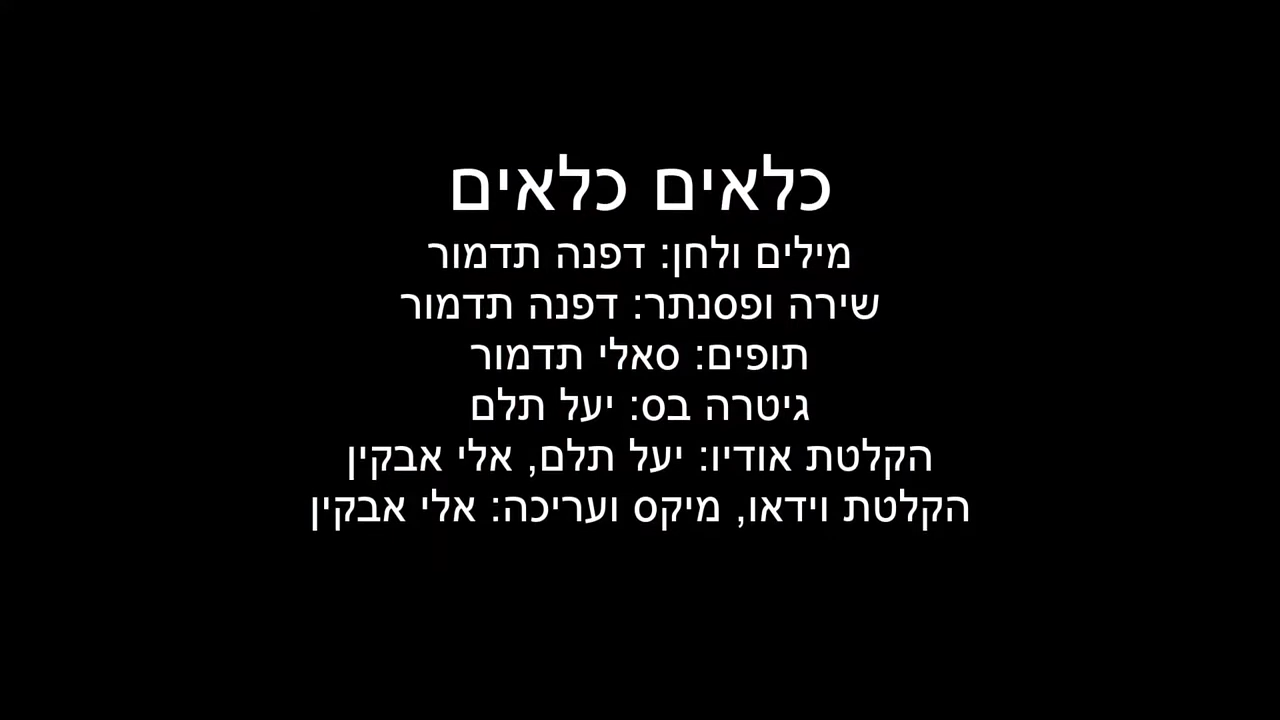 כלאים כלאים
מילים ולחן: דפנה תדמור
שירה ופסנתר: דפנה תדמור
תופים: סאלי תדמור
גיטרה בס: יעל תלם
הקלטת אודיו: יעל תלם, אלי אבקין
הקלטת וידאו, מיקס ועריכה: אלי אבקין